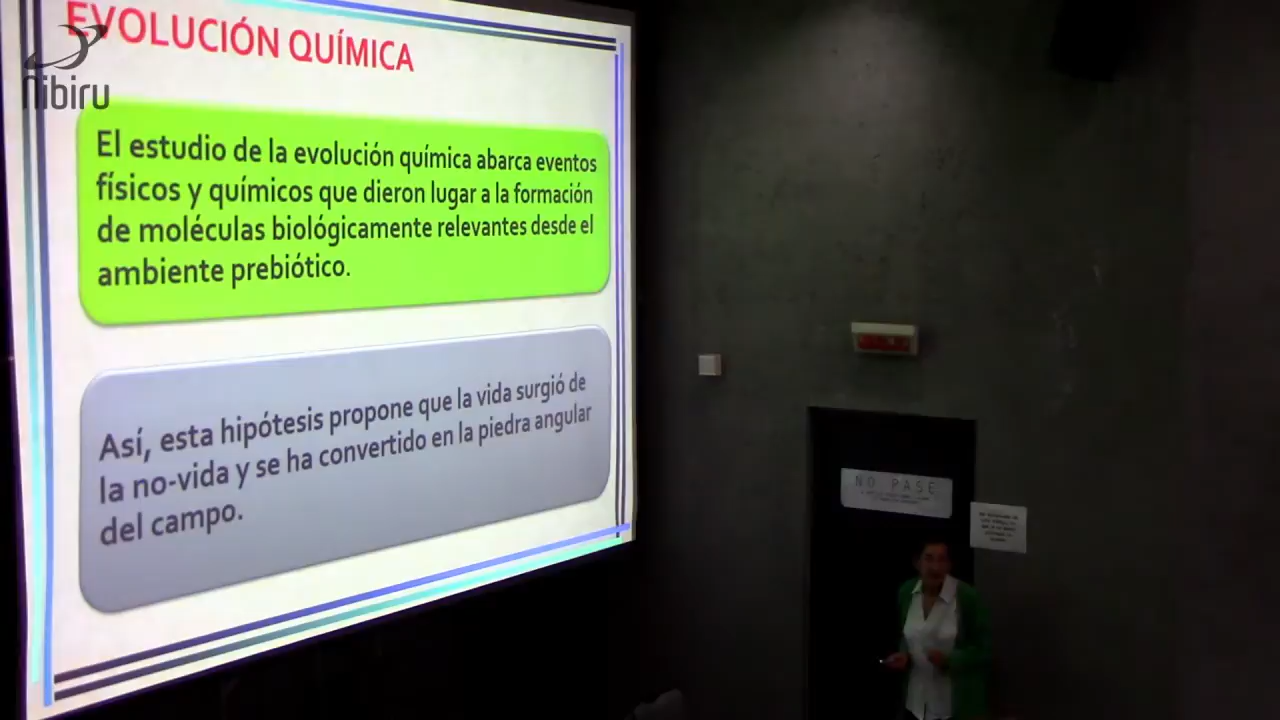 EVOLUCIÓN QUÍMICA
Nibiru
El estudio de la evolución química abarca eventos
físicos y químicos que dieron lugar a la formación
de moléculas biológicamente relevantes desde el
ambiente prebiótico.
Así, esta hipótesis propone que la vida surgió de
la no-vida y se ha convertido en la piedra angular
del campo.
NO PASE